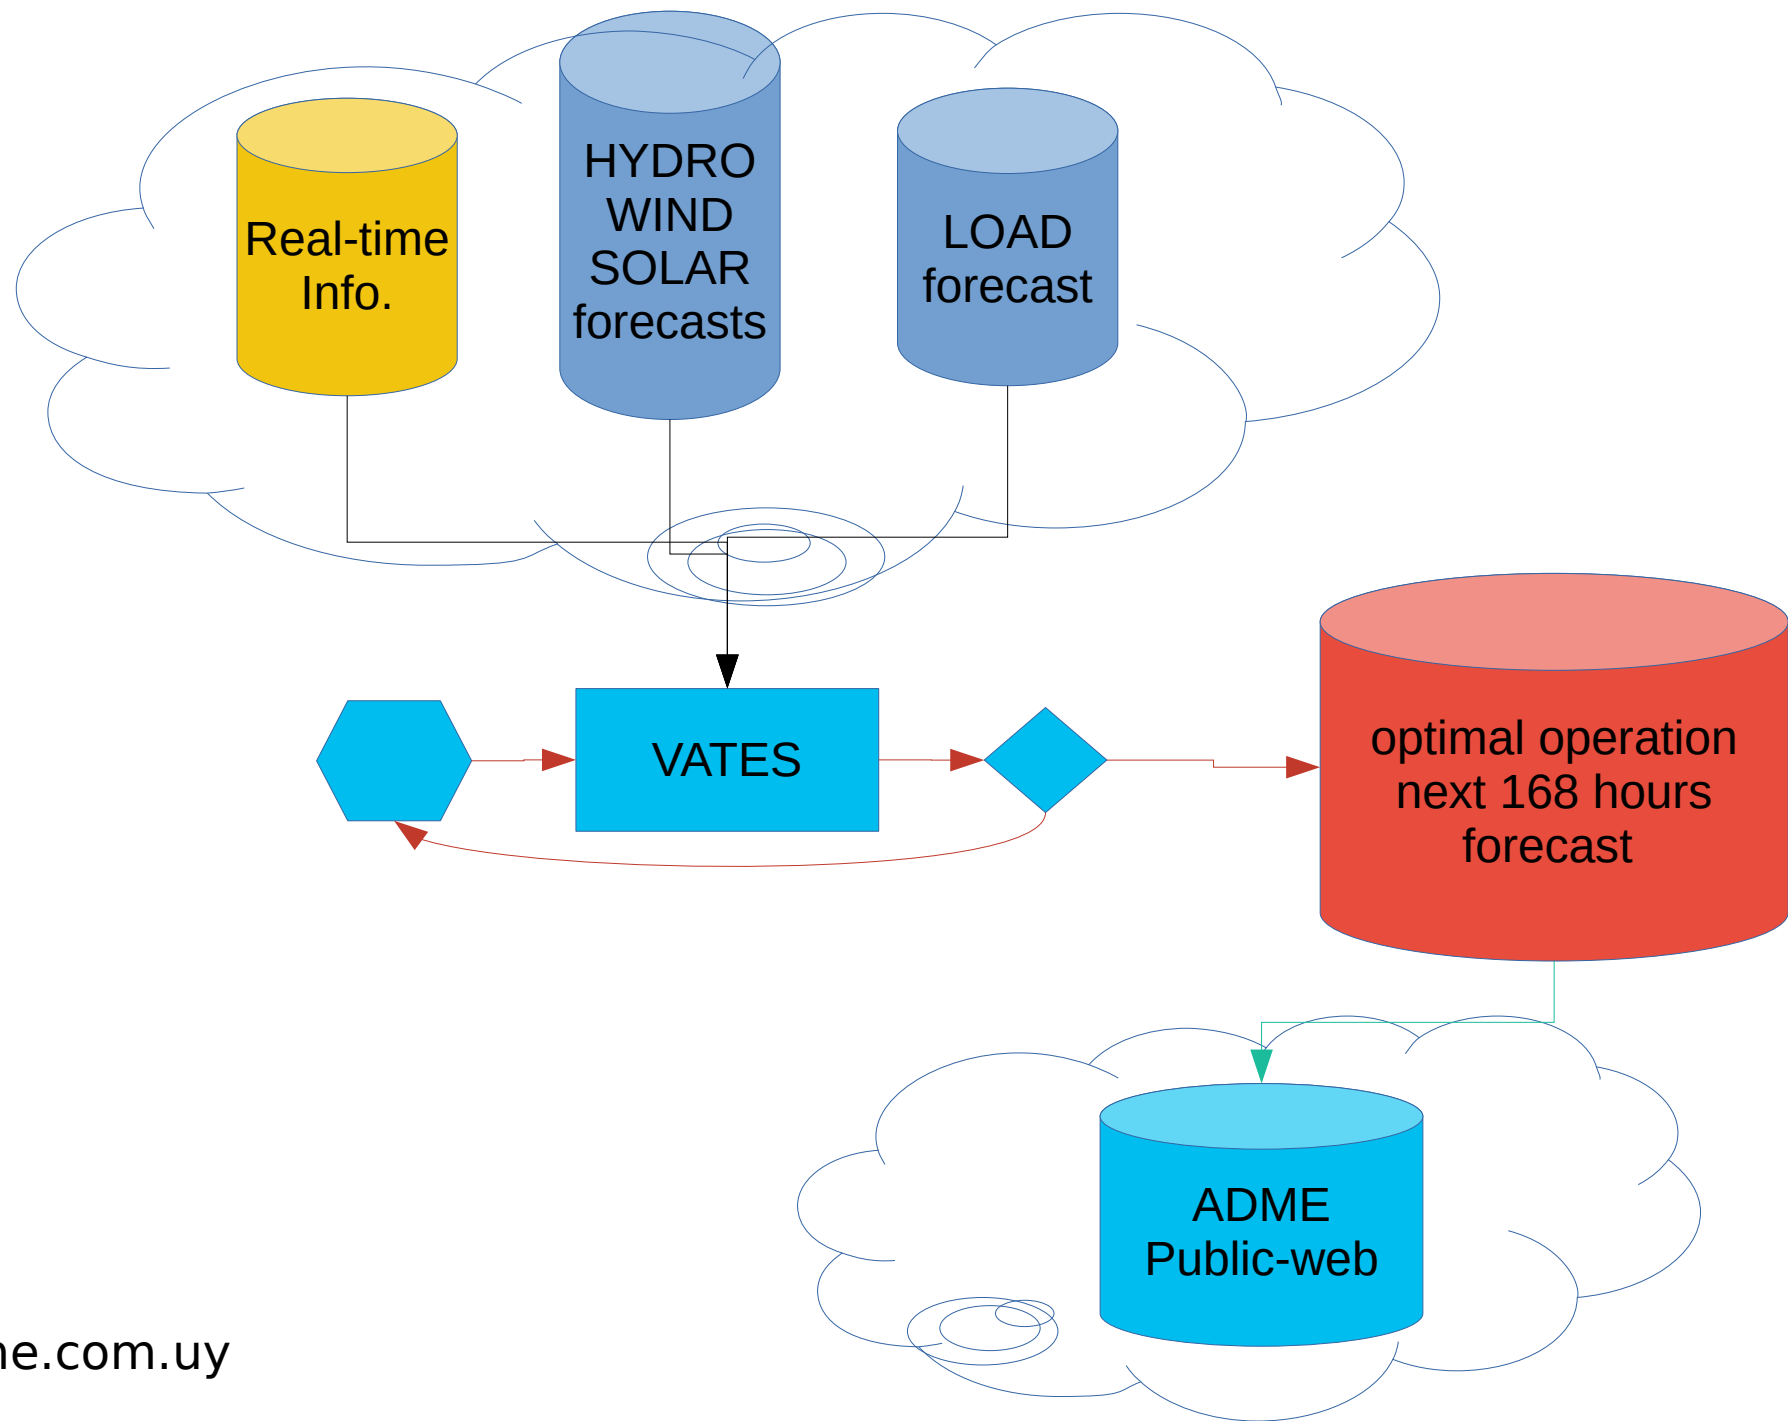 Real-time
Info.
HYDRO
WIND
SOLAR
forecasts
LOAD
forecast
VATES
optimal operation
next 168 hours
forecast
ADME
Public-web
ne.com.uy